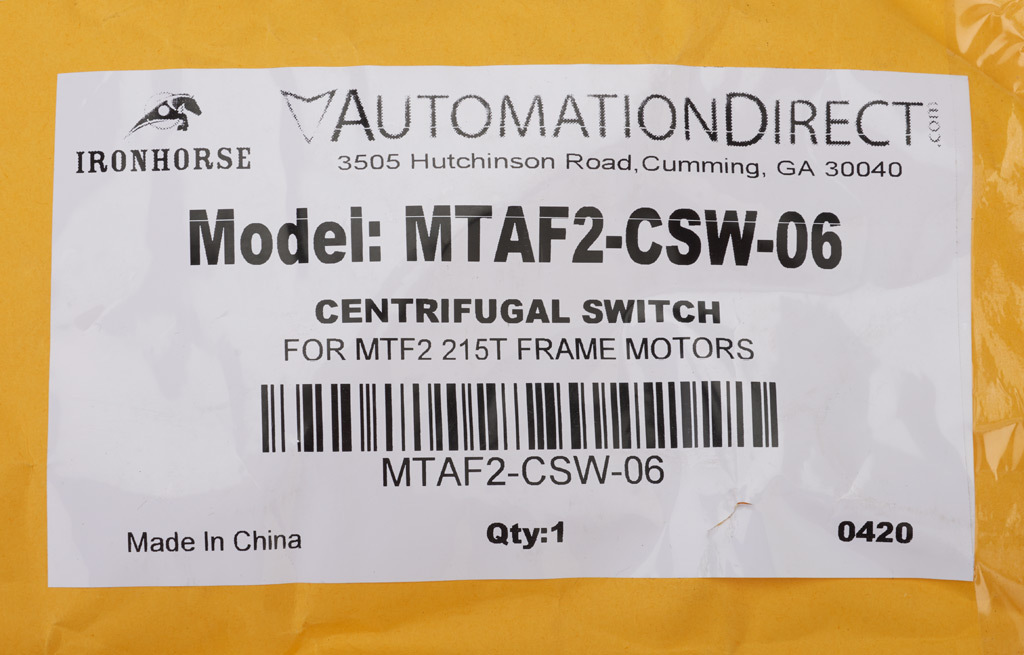 IRONHORSE
AUTOMATIONDIRECT.com
3505 Hutchinson Road,Cumming, GA 30040
Model: MTAF2-CSW-06
CENTRIFUGAL SWITCH
FOR MTF2 215T FRAME MOTORS
MTAF2-CSW-06
Made In China Qty:1 0420